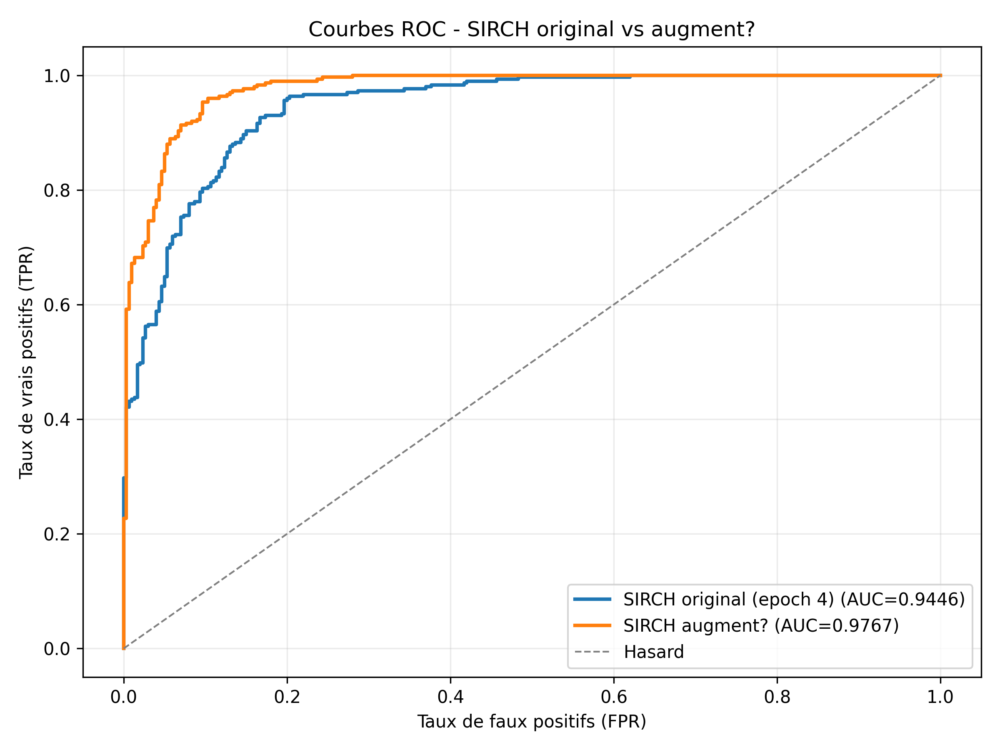 Courbes ROC - SIRCH original vs augment?
Taux de vrais positifs (TPR)
1.0
0.8
0.6
0.4
0.2
0.0
0.0 0.2 0.4 0.6 0.8 1.0
Taux de faux positifs (FPR)
SIRCH original (epoch 4) (AUC=0.9446)
SIRCH augment? (AUC=0.9767)
Hasard